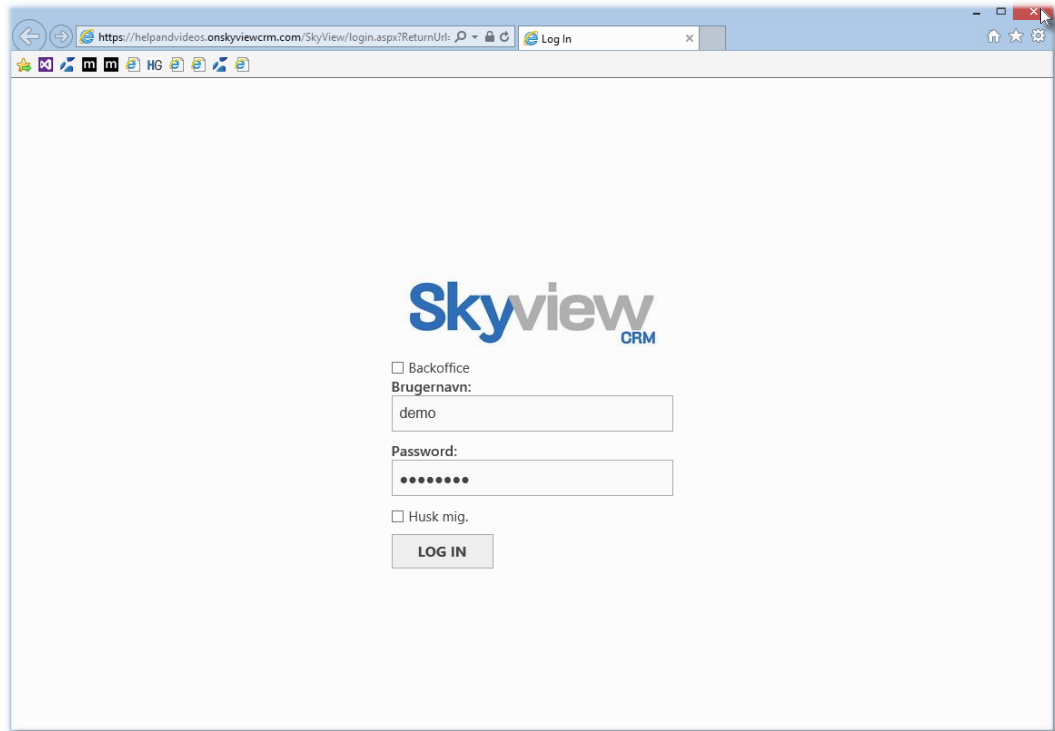 https://helpandvideos.onskyviewcrm.com/SkyView/login.aspx?ReturnUrl=
Log In
m m HG
Skyview
CRM
Backoffice
Brugernavn:
demo
Password:
Husk mig.
LOG IN